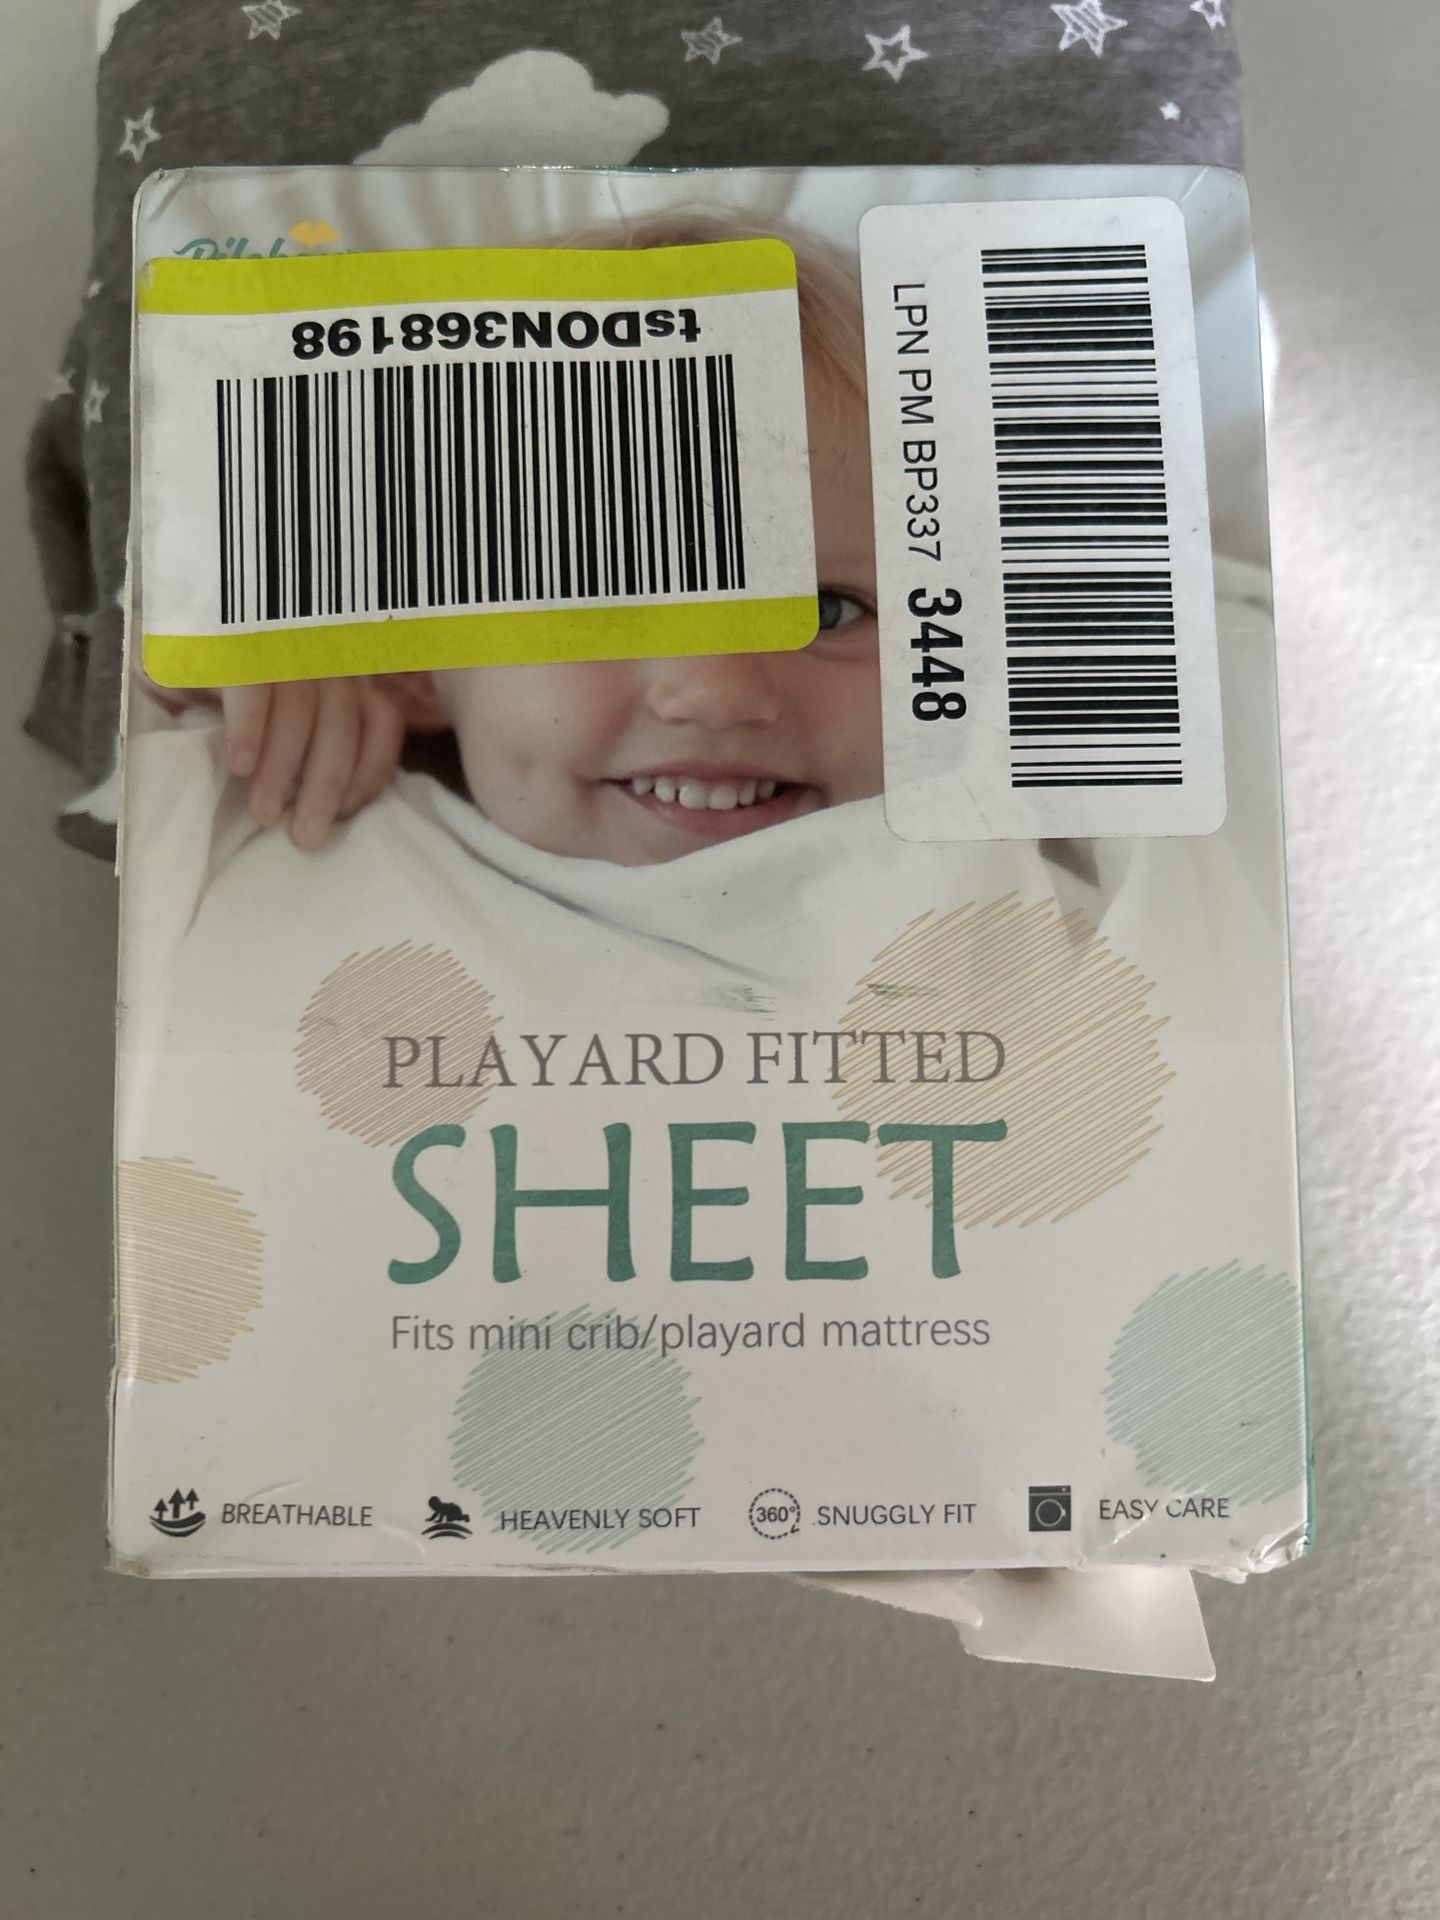 tsDON368198
LPN PM BP337 3448
PLAYARD FITTED
SHEET
Fits mini crib/playard mattress
BREATHABLE
HEAVENLY SOFT
360°
SNUGGLY FIT
EASY CARE